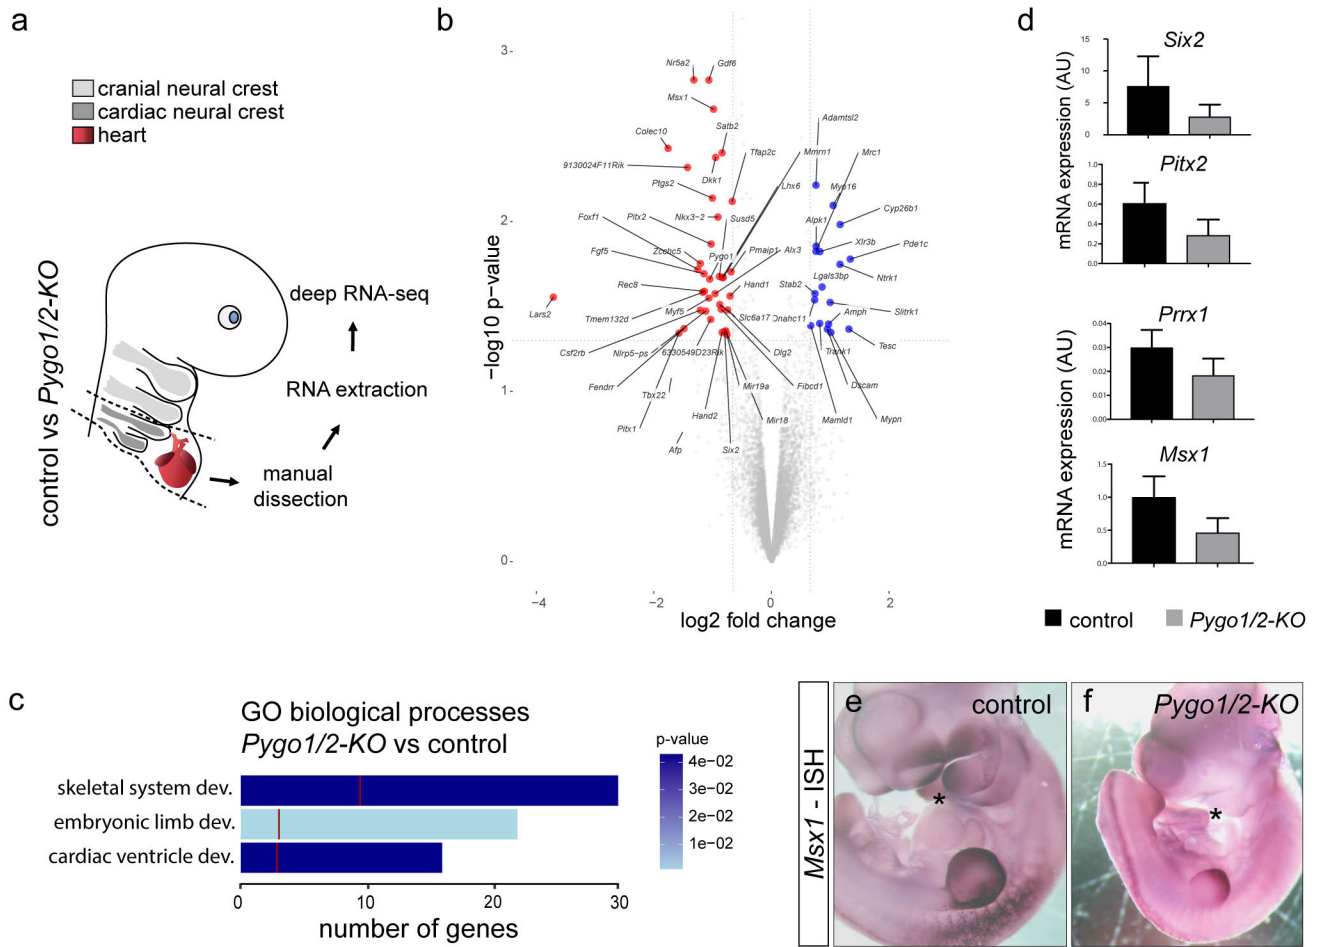 a
cranial neural crest
cardiac neural crest
heart
control vs Pygo1/2-KO
deep RNA-seq
RNA extraction
manual
dissection
b
−log10 p-value
3
2
1
0
−4
−2
0
2
log2 fold change
Nr5a2
Gdf6
Msx1
Colec10
Satb2
Adamtsl2
9130024F11Rik
Dkk1
Tfap2c
Mmrn1
Mrc1
Ptgs2
Lhx6
Myo16
Foxf1
Pitx2
Nkx3−2
Susd5
Alpk1
Cyp26b1
Fgf5
Zcchc5
Pygo1
Pmaip1
Alx3
Xlr3b
Pde1c
Rec8
Hand1
Stab2
Lgals3bp
Ntrk1
Lars2
Tmem132d
Myf5
Slc6a17
Dnahc11
Amph
Slitrk1
Csf2rb
Nlrp5−ps
6330549D23Rik
Dlg2
Trank1
Tesc
Fendrr
Tbx22
Mir19a
Fibcd1
Dscam
Pitx1
Hand2
Mir18
Mamld1
Mypn
Afp
Six2
d
Six2
mRNA expression (AU)
15
10
5
0
Pitx2
1.0
0.8
0.6
0.4
0.2
0.0
Prrx1
mRNA expression (AU)
0.04
0.03
0.02
0.01
0.00
Msx1
1.5
1.0
0.5
0.0
control
Pygo1/2-KO
c
GO biological processes
Pygo1/2-KO vs control
skeletal system dev.
embryonic limb dev.
cardiac ventricle dev.
0
10
20
30
number of genes
p-value
4e−02
3e−02
2e−02
1e−02
Msx1 - ISH
e
control
*
f
Pygo1/2-KO
*